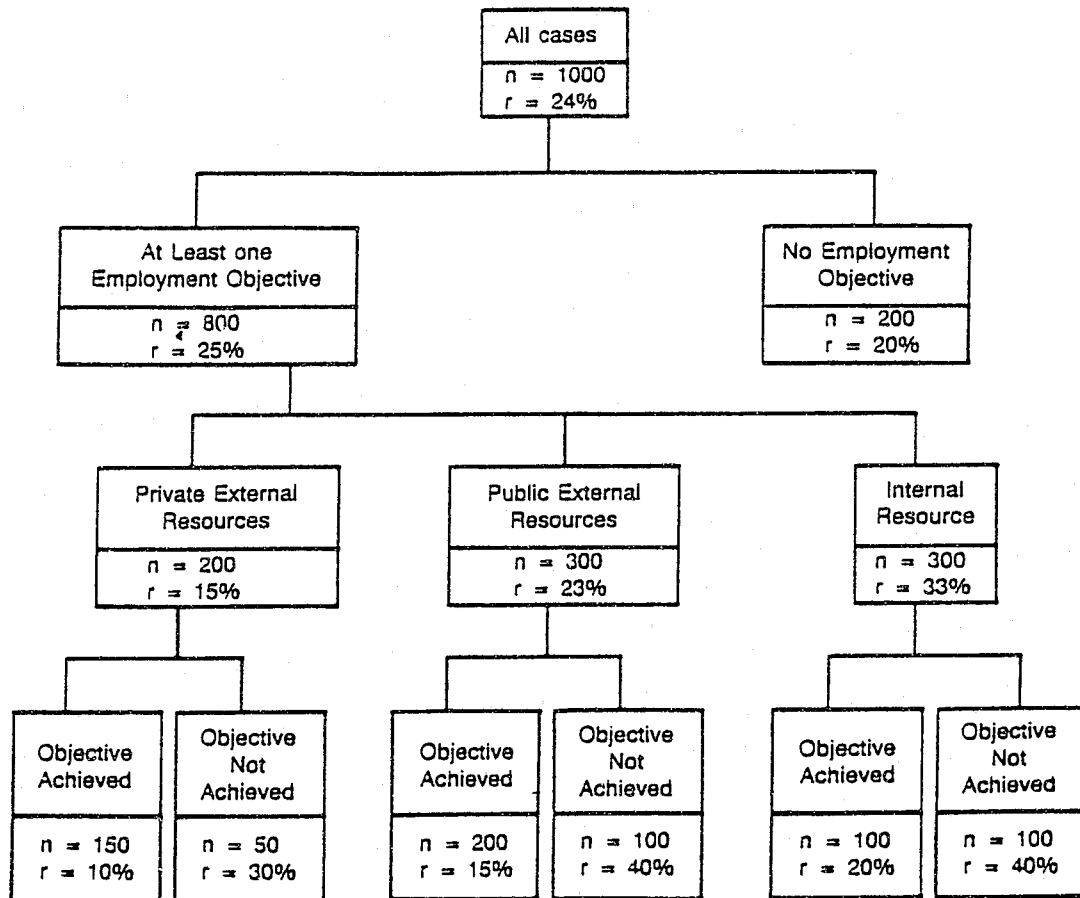 All cases
n = 1000
r = 24%
At Least one
Employment Objective
n = 800
r = 25%
No Employment
Objective
n = 200
r = 20%
Private External
Resources
n = 200
r = 15%
Public External
Resources
n = 300
r = 23%
Internal
Resource
n = 300
r = 33%
Objective
Achieved
n = 150
r = 10%
Objective
Not
Achieved
n = 50
r = 30%
Objective
Achieved
n = 200
r = 15%
Objective
Not
Achieved
n = 100
r = 40%
Objective
Achieved
n = 100
r = 20%
Objective
Not
Achieved
n = 100
r = 40%